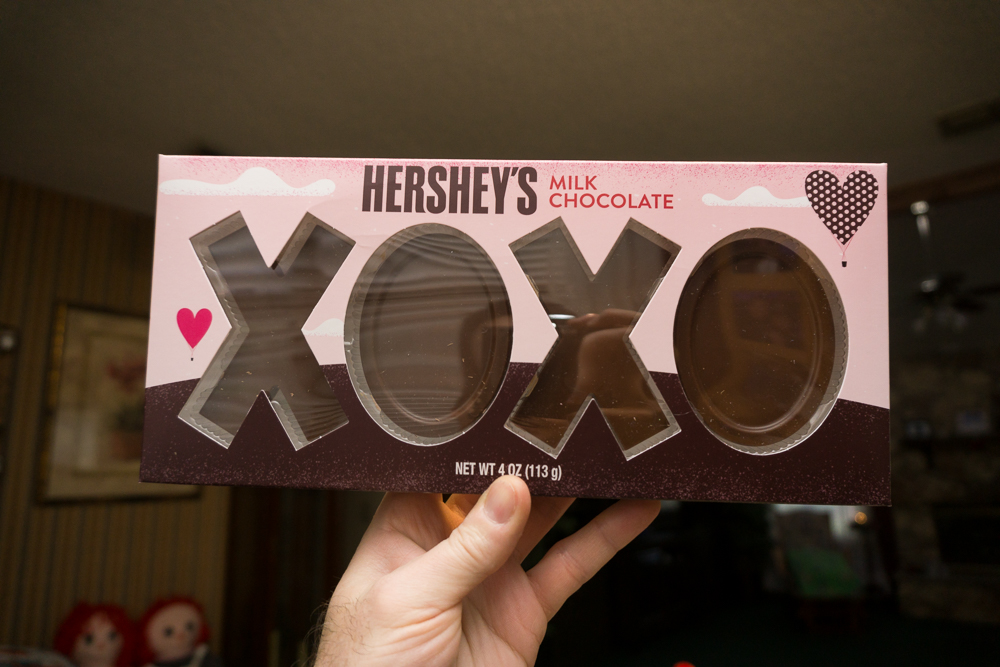 HERSHEY'S
MILK
CHOCOLATE
XOXO
NET WT 4 OZ (113 g)